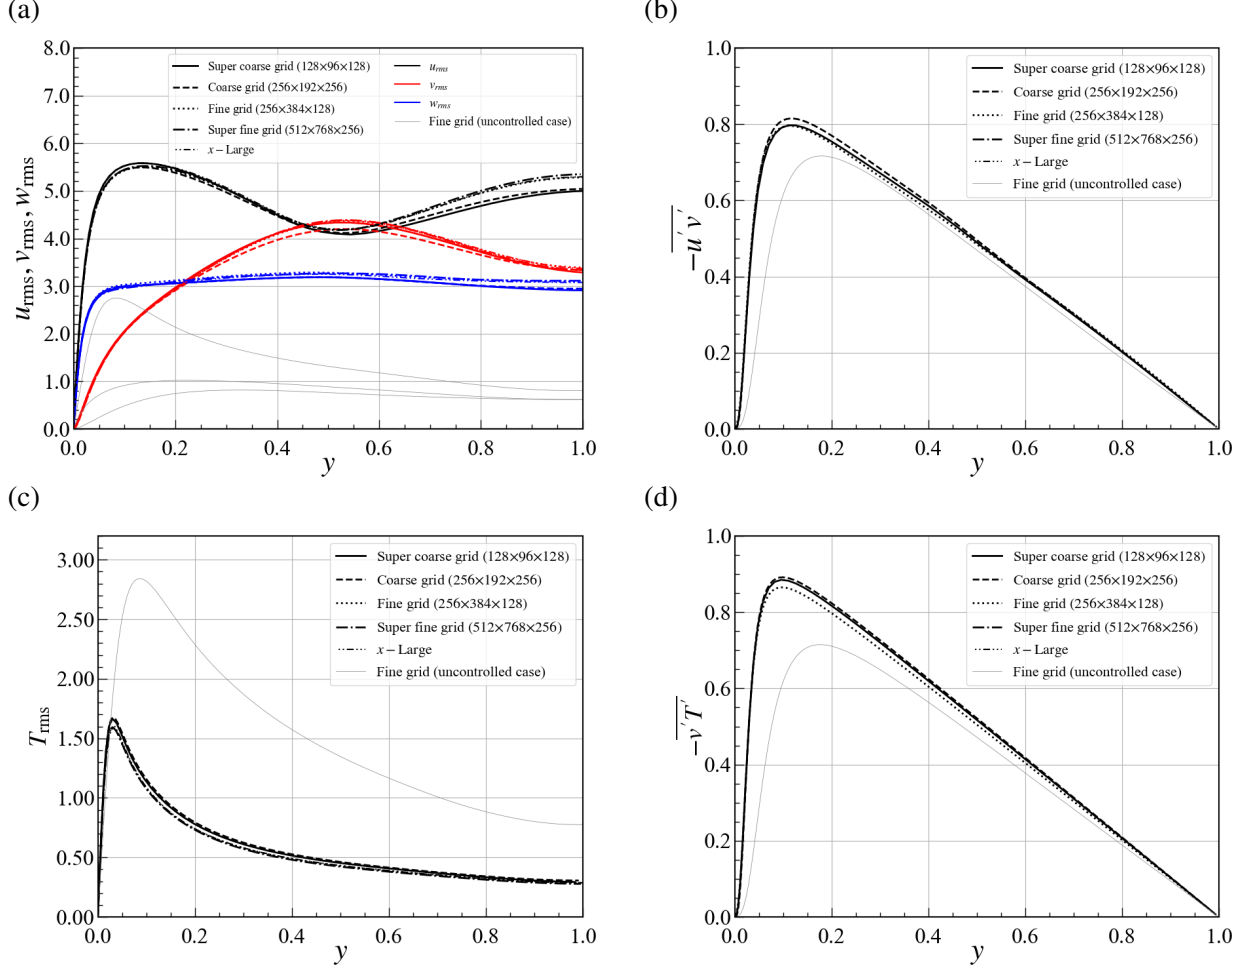 (a)
8.0
7.0
6.0
5.0
4.0
3.0
2.0
1.0
0.0
0.0 0.2 0.4 0.6 0.8 1.0
u_rms, v_rms, w_rms
y
Super coarse grid (128×96×128)
Coarse grid (256×192×256)
Fine grid (256×384×128)
Super fine grid (512×768×256)
x − Large
u_rms
v_rms
w_rms
Fine grid (uncontrolled case)
(b)
1.0
0.8
0.6
0.4
0.2
0.0
0.0 0.2 0.4 0.6 0.8 1.0
−u′v′
y
Super coarse grid (128×96×128)
Coarse grid (256×192×256)
Fine grid (256×384×128)
Super fine grid (512×768×256)
x − Large
Fine grid (uncontrolled case)
(c)
3.00
2.50
2.00
1.50
1.00
0.50
0.00
0.0 0.2 0.4 0.6 0.8 1.0
T_rms
y
Super coarse grid (128×96×128)
Coarse grid (256×192×256)
Fine grid (256×384×128)
Super fine grid (512×768×256)
x − Large
Fine grid (uncontrolled case)
(d)
1.0
0.8
0.6
0.4
0.2
0.0
0.0 0.2 0.4 0.6 0.8 1.0
−v′T′
y
Super coarse grid (128×96×128)
Coarse grid (256×192×256)
Fine grid (256×384×128)
Super fine grid (512×768×256)
x − Large
Fine grid (uncontrolled case)